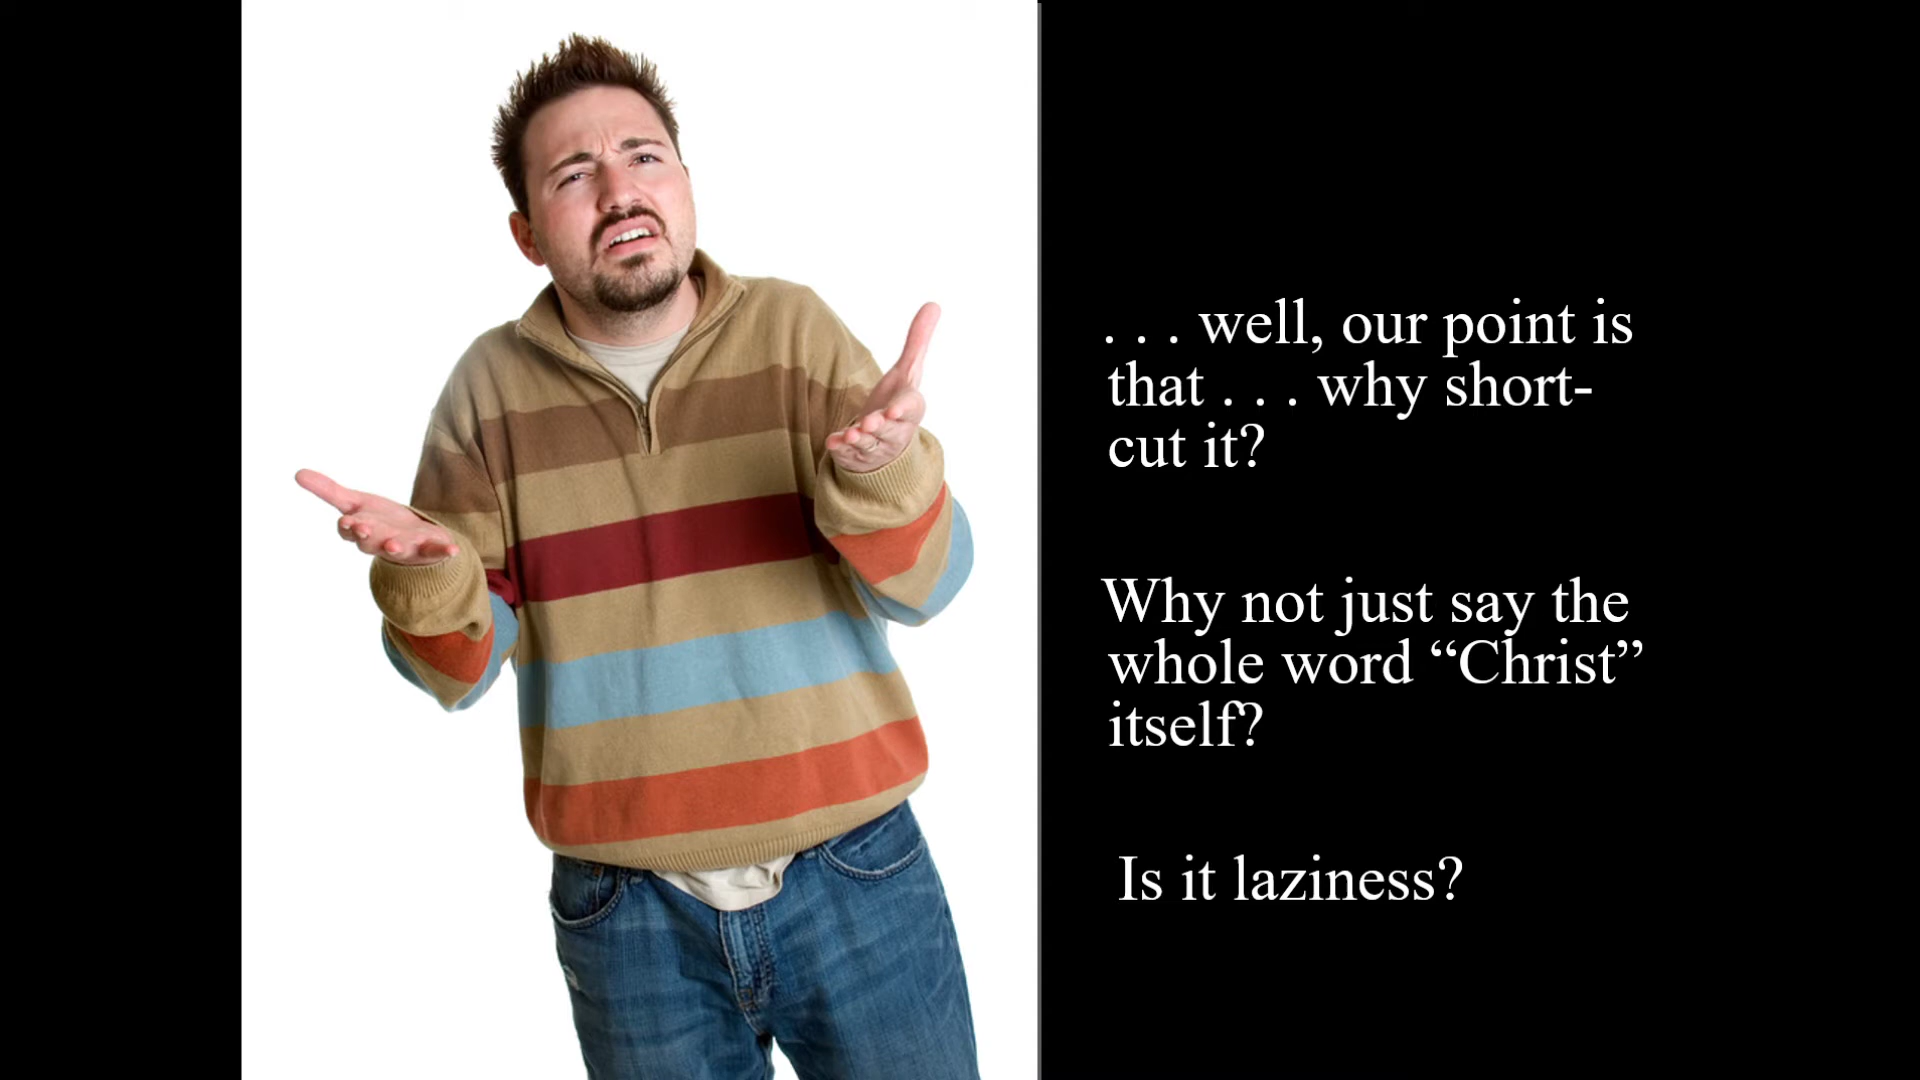 . . . well, our point is
that . . . why short-
cut it?
Why not just say the
whole word “Christ”
itself?
Is it laziness?